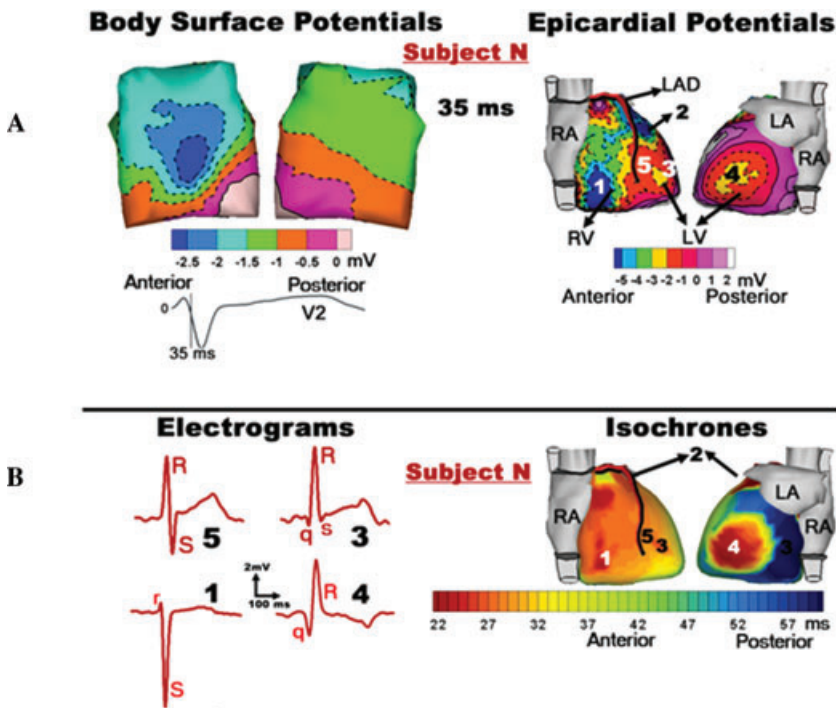 Body Surface Potentials
Epicardial Potentials
Subject N
A
35 ms
LAD
2
RA
LA
RA
5
3
4
1
RV
LV
-2.5 -2 -1.5 -1 -0.5 0 mV
Anterior Posterior
0
V2
35 ms
-5 -4 -3 -2 -1 0 1 2 mV
Anterior Posterior
Electrograms
Isochrones
B
Subject N
R
S
5
R
q s
3
2
RA
LA
RA
5
3
1
4
3
r
S
1
2mV
100 ms
R
q
4
22 27 32 37 42 47 52 57 ms
Anterior Posterior